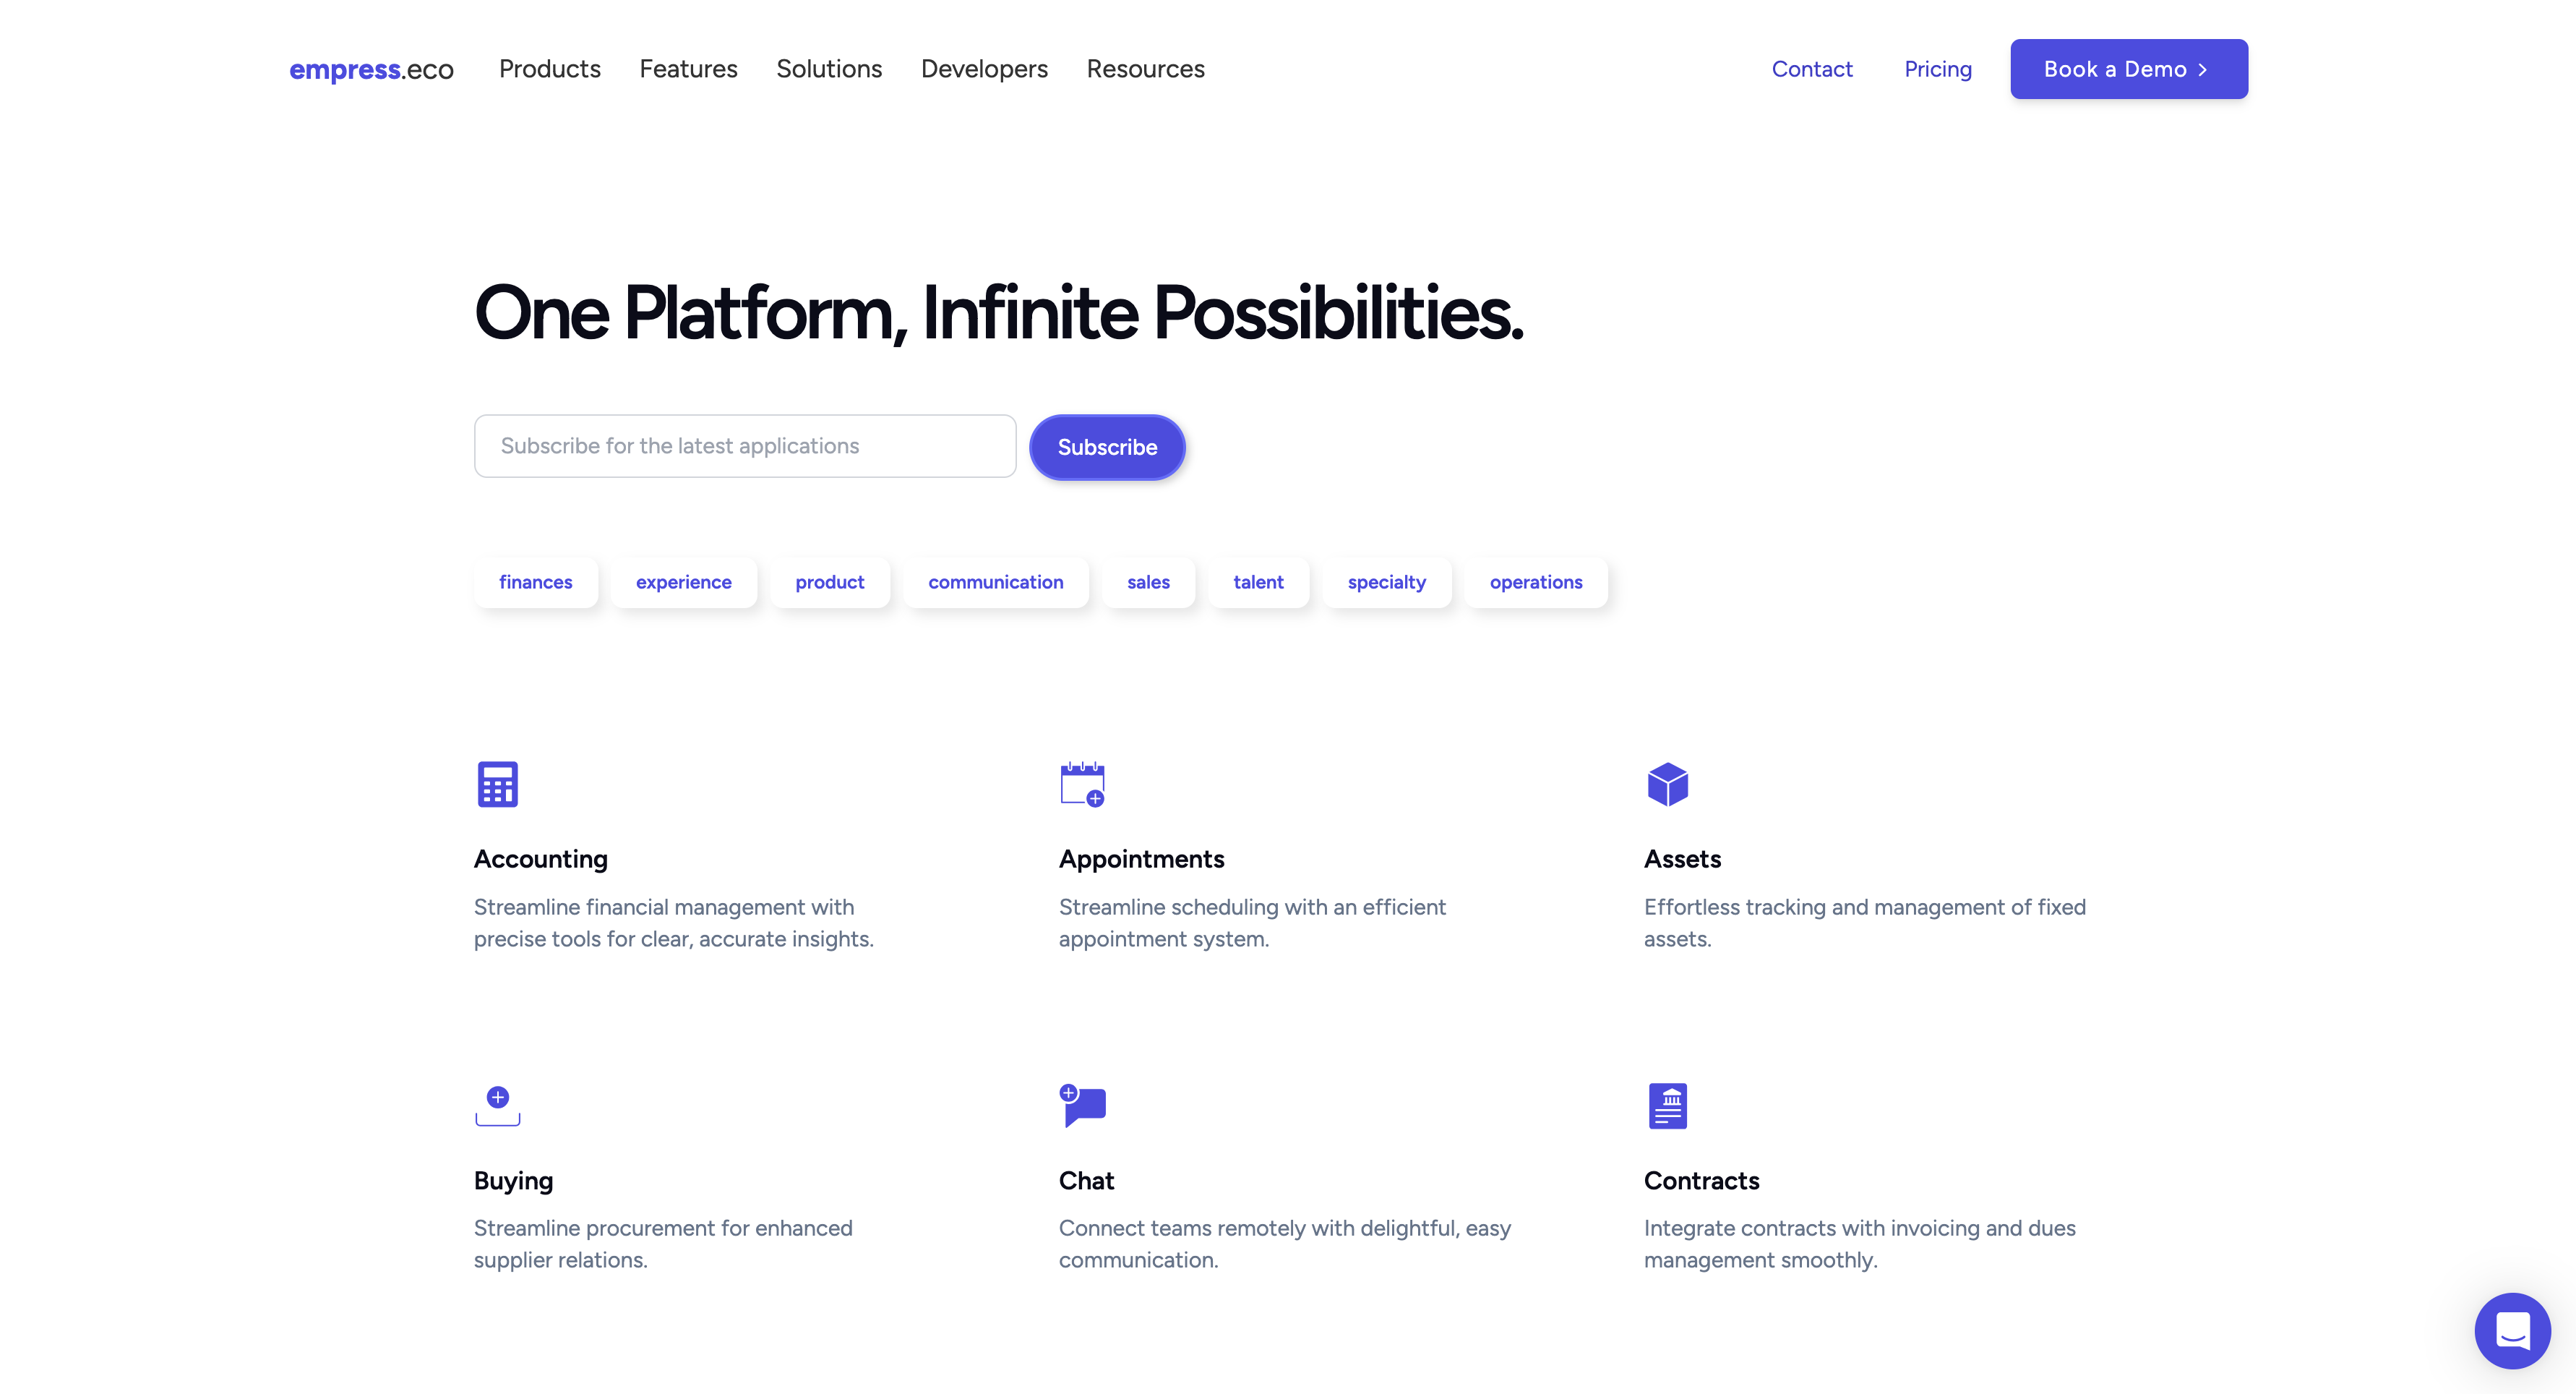 empress.eco Products Features Solutions Developers Resources Contact Pricing Book a Demo
One Platform, Infinite Possibilities.
Subscribe for the latest applications Subscribe
finances experience product communication sales talent specialty operations
Accounting
Streamline financial management with
precise tools for clear, accurate insights.
Appointments
Streamline scheduling with an efficient
appointment system.
Assets
Effortless tracking and management of fixed
assets.
Buying
Streamline procurement for enhanced
supplier relations.
Chat
Connect teams remotely with delightful, easy
communication.
Contracts
Integrate contracts with invoicing and dues
management smoothly.